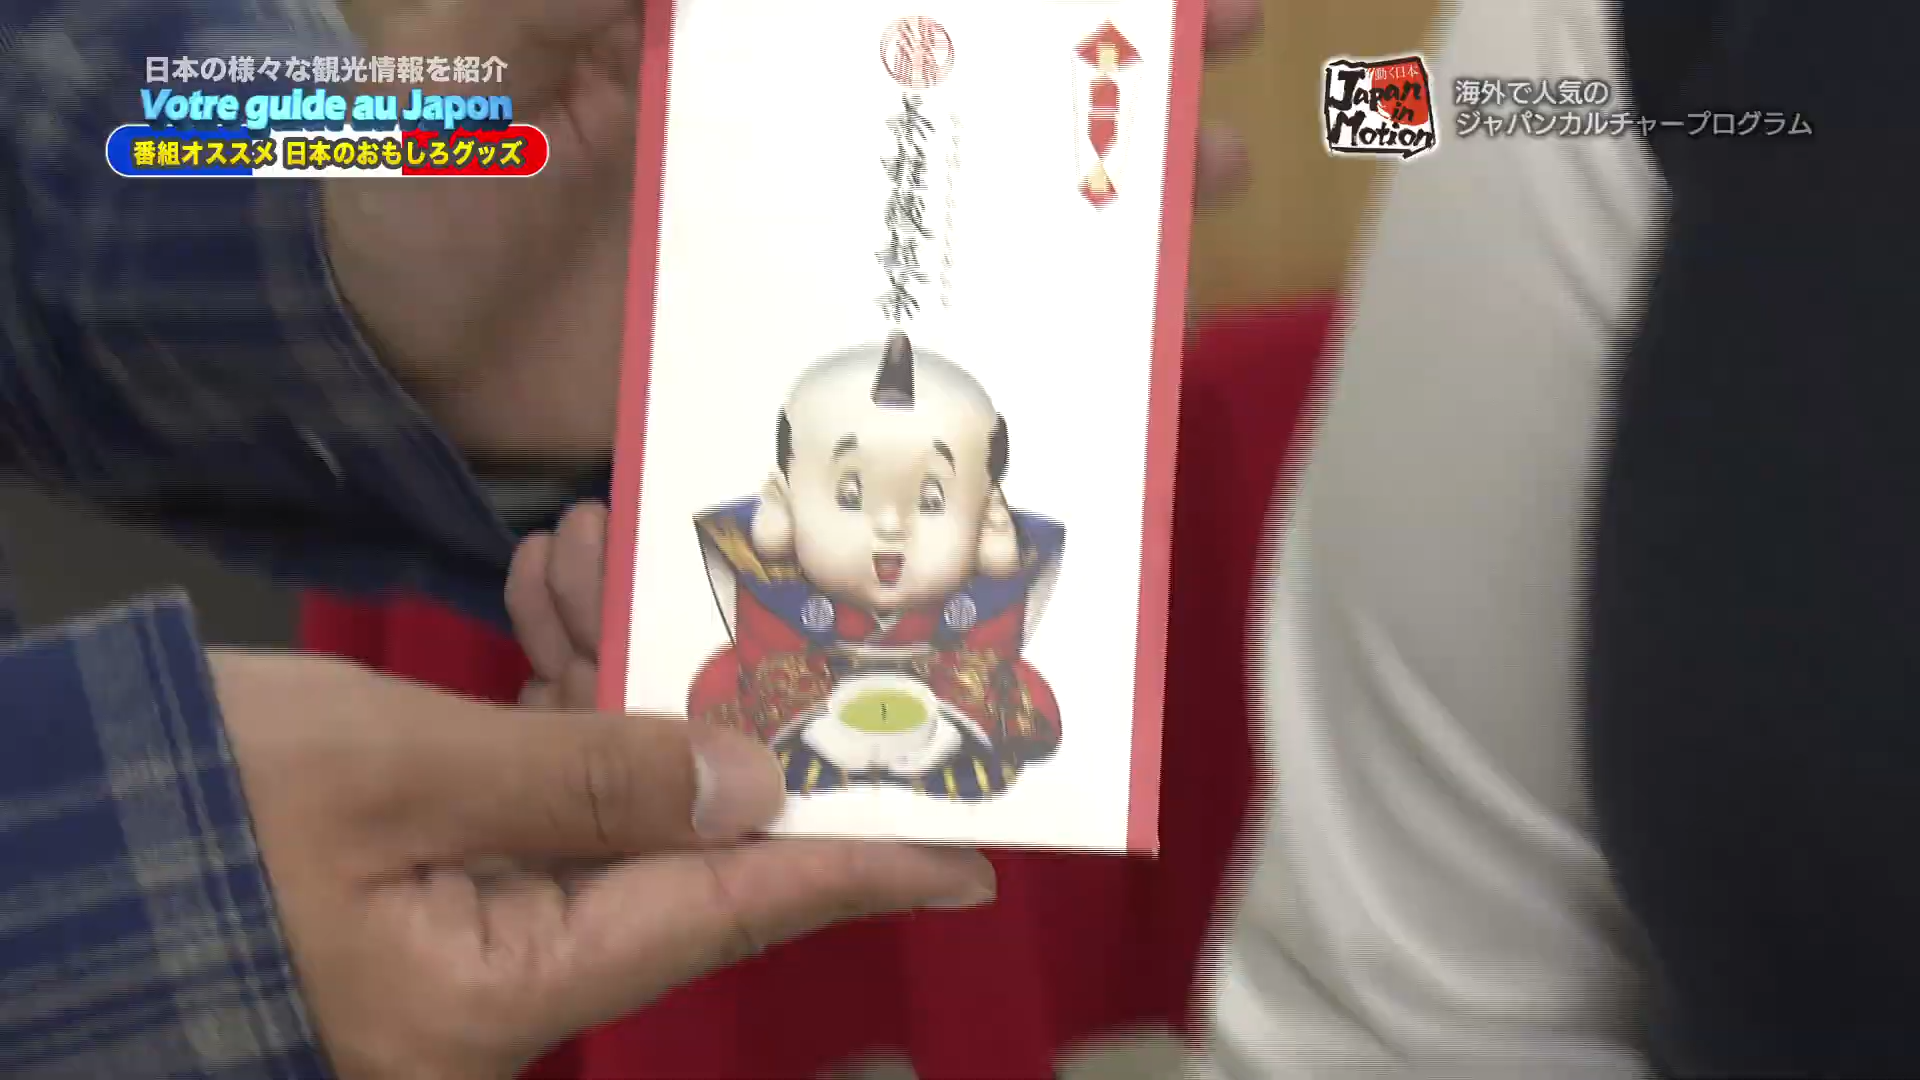 日本の様々な観光情報を紹介
Votre guide au Japon
番組オススメ 日本のおもしろグッズ
動く日本
Japan
in
Motion
海外で人気の
ジャパンカルチャープログラム